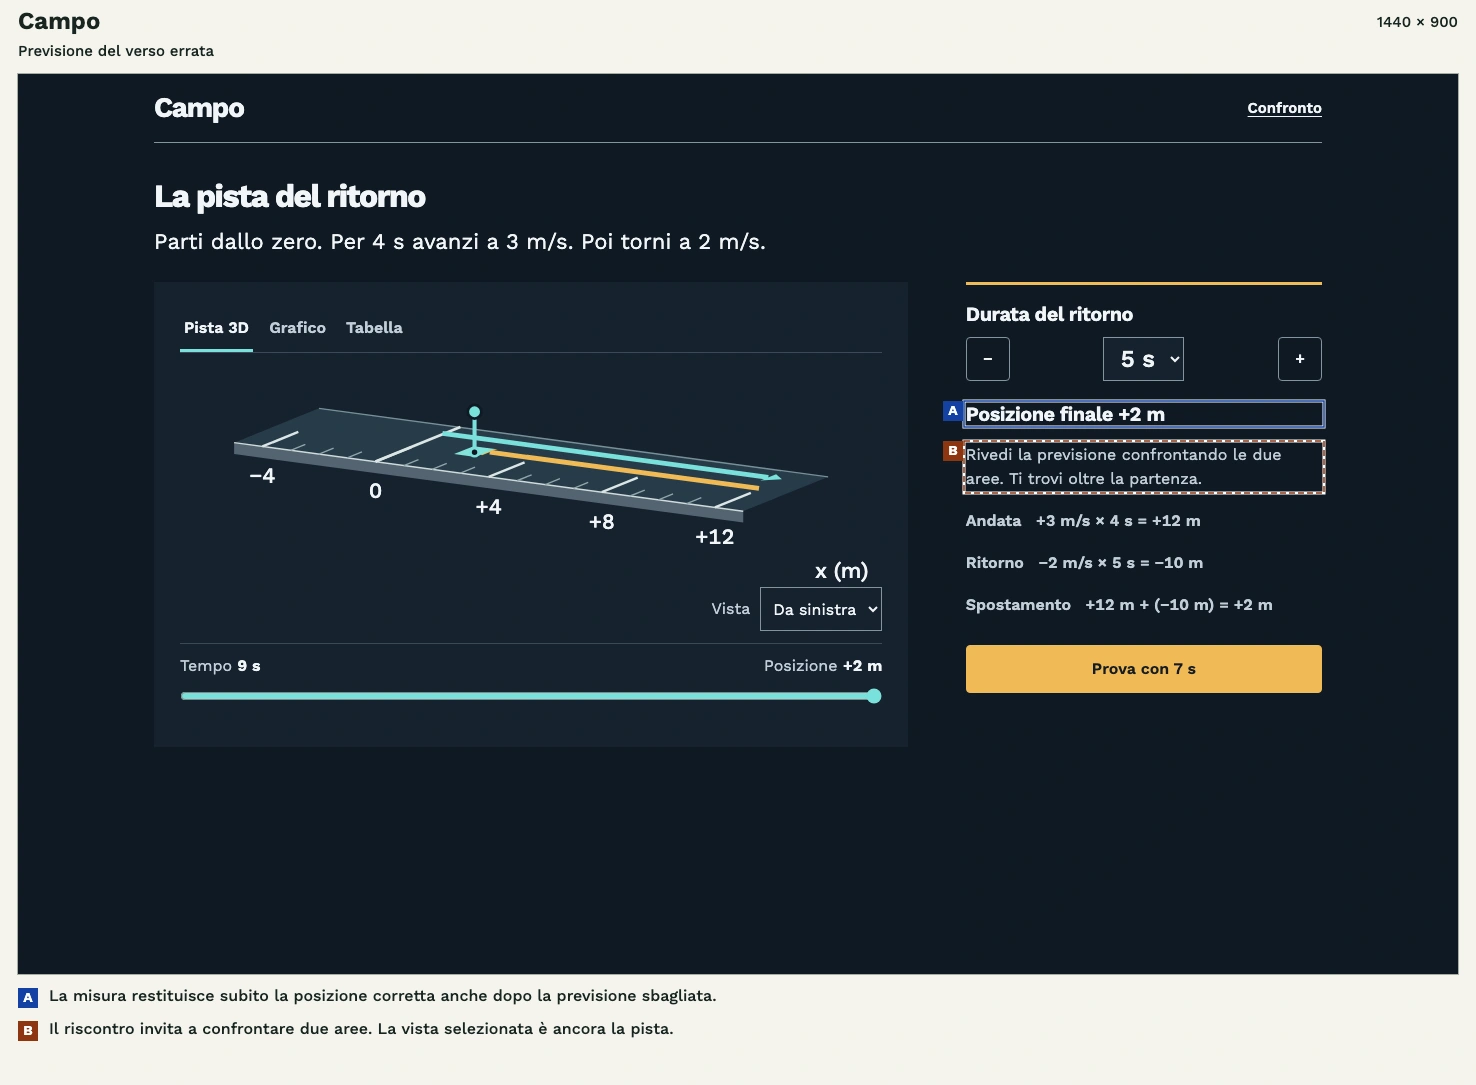 Campo
1440 × 900
Previsione del verso errata
Campo
Confronto
La pista del ritorno
Parti dallo zero. Per 4 s avanzi a 3 m/s. Poi torni a 2 m/s.
Pista 3D Grafico Tabella
−4
0
+4
+8
+12
x (m)
Vista Da sinistra
Tempo 9 s
Posizione +2 m
Durata del ritorno
− 5 s +
A Posizione finale +2 m
B Rivedi la previsione confrontando le due
aree. Ti trovi oltre la partenza.
Andata +3 m/s × 4 s = +12 m
Ritorno −2 m/s × 5 s = −10 m
Spostamento +12 m + (−10 m) = +2 m
Prova con 7 s
A La misura restituisce subito la posizione corretta anche dopo la previsione sbagliata.
B Il riscontro invita a confrontare due aree. La vista selezionata è ancora la pista.